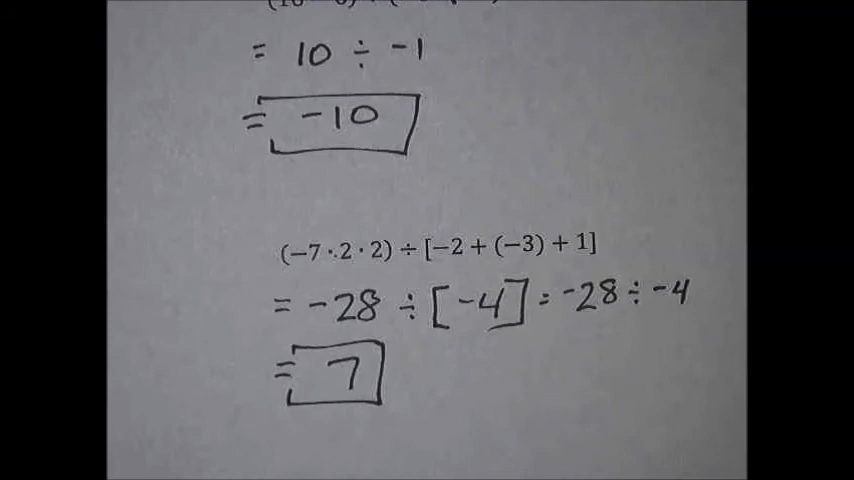 = 10 ÷ -1
= -10
(−7 · 2 · 2) ÷ [−2 + (−3) + 1]
= -28 ÷ [-4] = -28 ÷ -4
= 7